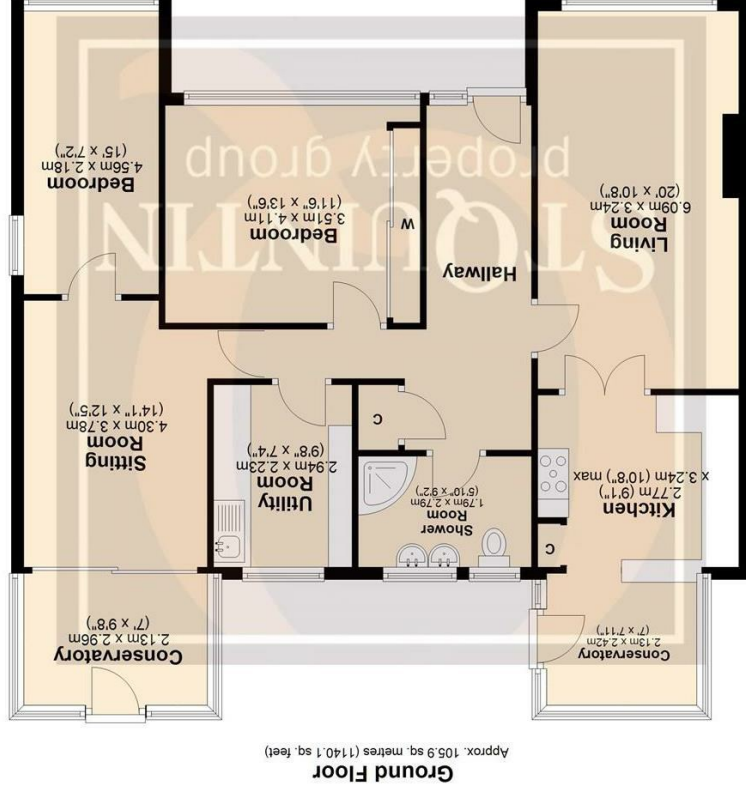 Ground Floor
Approx. 105.9 sq. metres (1140.1 sq. feet)
Conservatory
2.13m x 2.42m
(7' x 7'11")
Conservatory
2.13m x 2.96m
(7' x 9'8")
Kitchen
2.77m (9'1")
x 3.24m (10'8") max
C
Shower
Room
1.79m x 2.79m
(5'10" x 9'2")
Utility
Room
2.94m x 2.23m
(9'8" x 7'4")
Sitting
Room
4.30m x 3.78m
(14'1" x 12'5")
C
Living
Room
6.09m x 3.24m
(20' x 10'8")
Hallway
W
Bedroom
3.51m x 4.11m
(11'6" x 13'6")
Bedroom
4.56m x 2.18m
(15' x 7'2")
STQUINTIN
property group